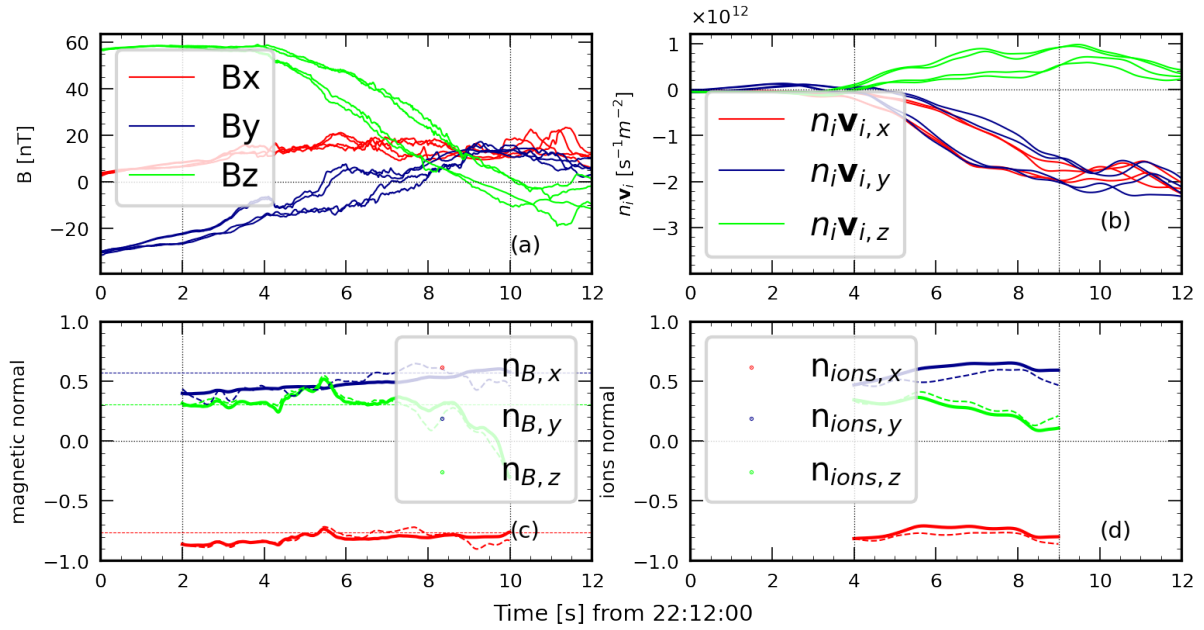 ×10¹²
60
40
20
0
−20
B [nT]
Bx
By
Bz
(a)
0 2 4 6 8 10 12
1
0
−1
−2
−3
nᵢvᵢ [s⁻¹m⁻²]
nᵢvᵢ,x
nᵢvᵢ,y
nᵢvᵢ,z
(b)
0 2 4 6 8 10 12
1.0
0.5
0.0
−0.5
−1.0
magnetic normal
n_B,x
n_B,y
n_B,z
(c)
0 2 4 6 8 10 12
1.0
0.5
0.0
−0.5
−1.0
ions normal
n_ions,x
n_ions,y
n_ions,z
(d)
0 2 4 6 8 10 12
Time [s] from 22:12:00